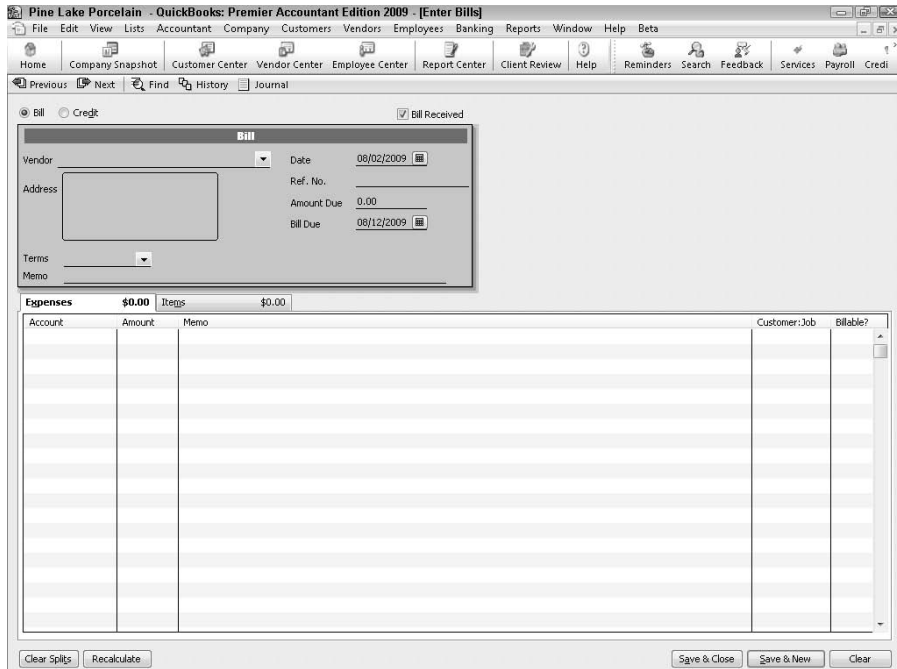 Pine Lake Porcelain - QuickBooks: Premier Accountant Edition 2009 - [Enter Bills]
File Edit View Lists Accountant Company Customers Vendors Employees Banking Reports Window Help Beta
Home Company Snapshot Customer Center Vendor Center Employee Center Report Center Client Review Help Reminders Search Feedback Services Payroll Credi
Previous Next Find History Journal
Bill Credit Bill Received
Bill
Vendor Date 08/02/2009
Address Ref. No.
Amount Due 0.00
Bill Due 08/12/2009
Terms
Memo
Expenses $0.00 Items $0.00
Account Amount Memo Customer:Job Billable?
Clear Splits Recalculate Save & Close Save & New Clear